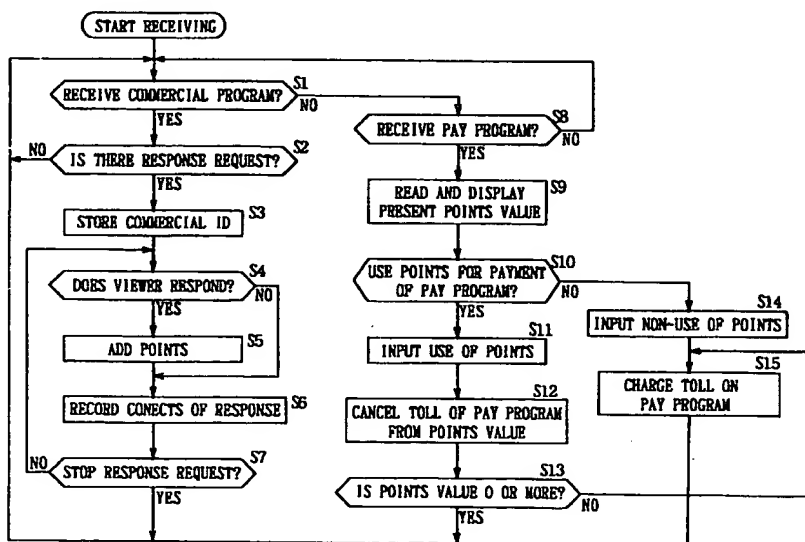 START RECEIVING
S1
RECEIVE COMMERCIAL PROGRAM?
NO
YES
S2
NO
IS THERE RESPONSE REQUEST?
YES
S3
STORE COMMERCIAL ID
S4
DOES VIEWER RESPOND?
NO
YES
S5
ADD POINTS
S6
RECORD CONECTS OF RESPONSE
S7
NO
STOP RESPONSE REQUEST?
YES
S8
RECEIVE PAY PROGRAM?
NO
YES
S9
READ AND DISPLAY
PRESENT POINTS VALUE
S10
USE POINTS FOR PAYMENT
OF PAY PROGRAM?
NO
YES
S11
INPUT USE OF POINTS
S12
CANCEL TOLL OF PAY PROGRAM
FROM POINTS VALUE
S13
IS POINTS VALUE 0 OR MORE?
NO
YES
S14
INPUT NON-USE OF POINTS
S15
CHARGE TOLL ON
PAY PROGRAM